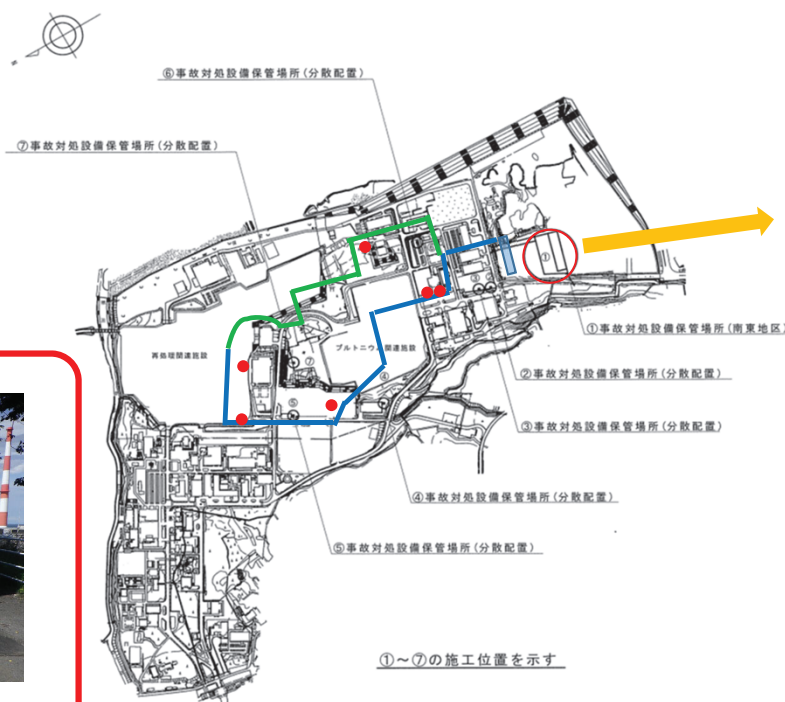 ⑥事故対処設備保管場所(分散配置)
⑦事故対処設備保管場所(分散配置)
①
①事故対処設備保管場所(南東地区)
再処理関連施設
プルトニウム関連施設
⑦
④
②事故対処設備保管場所(分散配置)
⑤
③事故対処設備保管場所(分散配置)
④事故対処設備保管場所(分散配置)
⑤事故対処設備保管場所(分散配置)
①～⑦の施工位置を示す